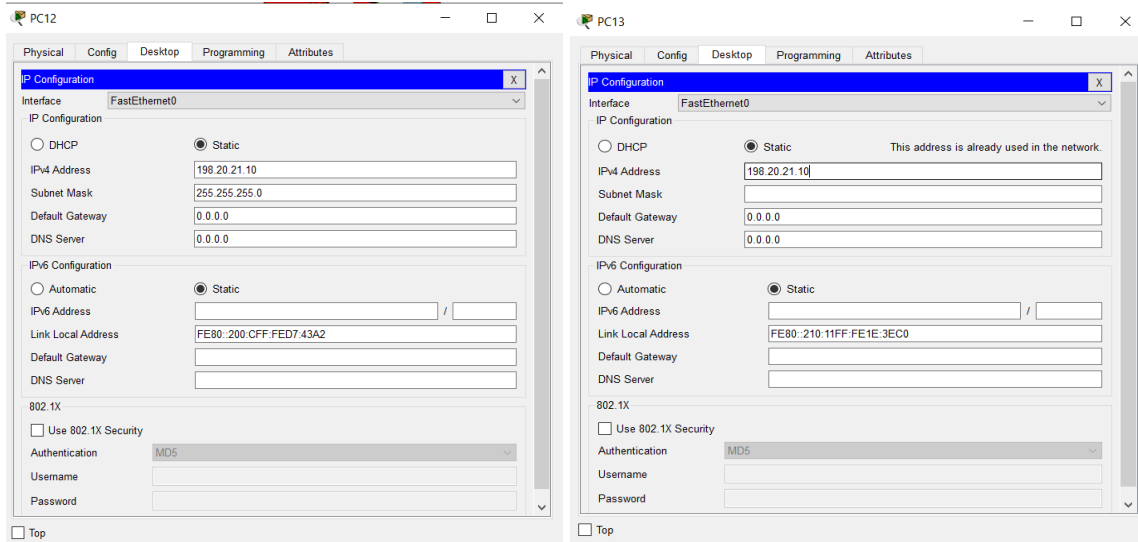 PC12
Physical Config Desktop Programming Attributes
IP Configuration X
Interface FastEthernet0
IP Configuration
DHCP Static
IPv4 Address 198.20.21.10
Subnet Mask 255.255.255.0
Default Gateway 0.0.0.0
DNS Server 0.0.0.0
IPv6 Configuration
Automatic Static
IPv6 Address /
Link Local Address FE80::200:CFF:FED7:43A2
Default Gateway
DNS Server
802.1X
Use 802.1X Security
Authentication MD5
Username
Password
Top
PC13
Physical Config Desktop Programming Attributes
IP Configuration X
Interface FastEthernet0
IP Configuration
DHCP Static This address is already used in the network.
IPv4 Address 198.20.21.10
Subnet Mask
Default Gateway 0.0.0.0
DNS Server 0.0.0.0
IPv6 Configuration
Automatic Static
IPv6 Address /
Link Local Address FE80::210:11FF:FE1E:3EC0
Default Gateway
DNS Server
802.1X
Use 802.1X Security
Authentication MD5
Username
Password
Top